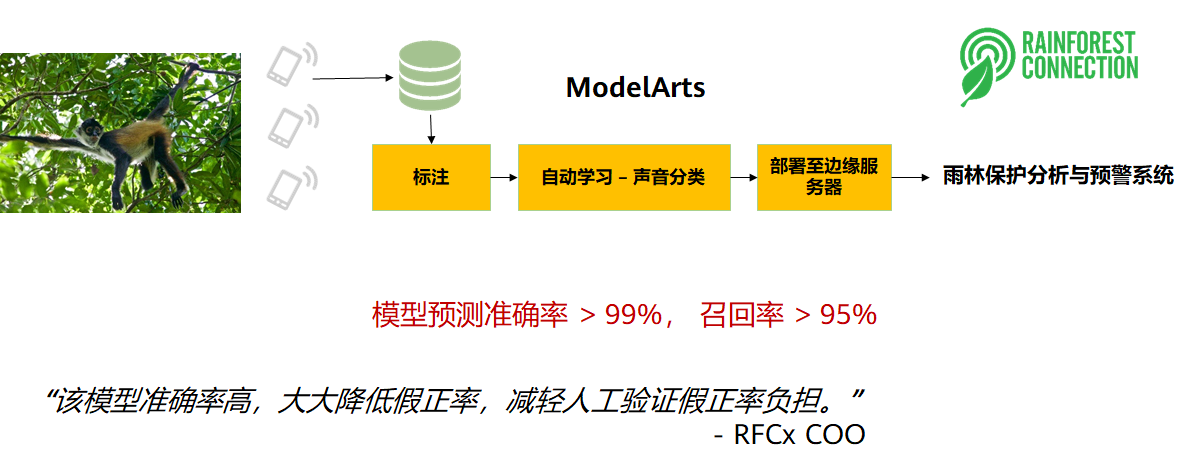 RAINFOREST
CONNECTION
ModelArts
标注
自动学习 – 声音分类
部署至边缘服
务器
雨林保护分析与预警系统
模型预测准确率 > 99%， 召回率 > 95%
“该模型准确率高，大大降低假正率，减轻人工验证假正率负担。”
- RFCx COO